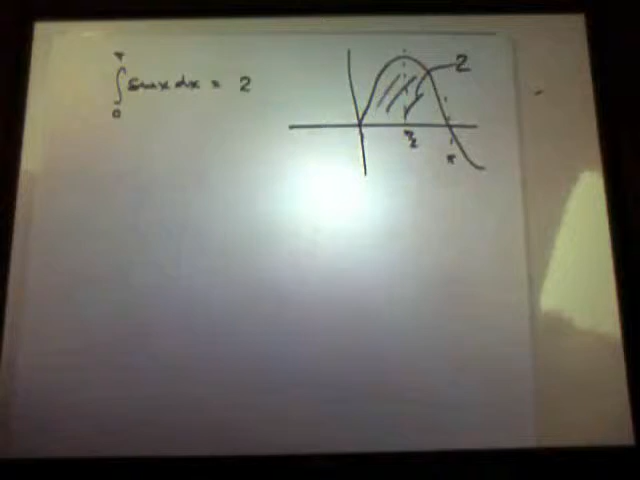 ∫₀^π sin x dx = 2
2
π/2
π